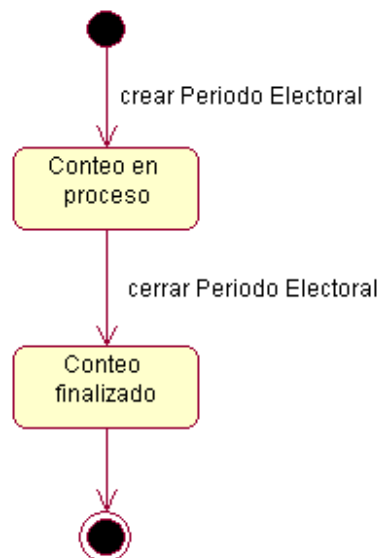 crear Periodo Electoral
Conteo en
proceso
cerrar Periodo Electoral
Conteo
finalizado